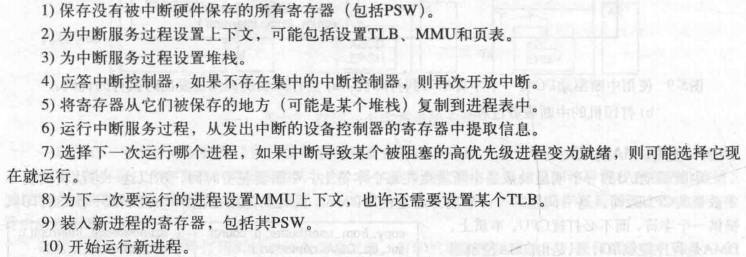 1) 保存没有被中断硬件保存的所有寄存器（包括PSW）。
2) 为中断服务过程设置上下文，可能包括设置TLB、MMU和页表。
3) 为中断服务过程设置堆栈。
4) 应答中断控制器，如果不存在集中的中断控制器，则再次开放中断。
5) 将寄存器从它们被保存的地方（可能是某个堆栈）复制到进程表中。
6) 运行中断服务过程，从发出中断的设备控制器的寄存器中提取信息。
7) 选择下一次运行哪个进程，如果中断导致某个被阻塞的高优先级进程变为就绪，则可能选择它现
在就运行。
8) 为下一次要运行的进程设置MMU上下文，也许还需要设置某个TLB。
9) 装入新进程的寄存器，包括其PSW。
10) 开始运行新进程。